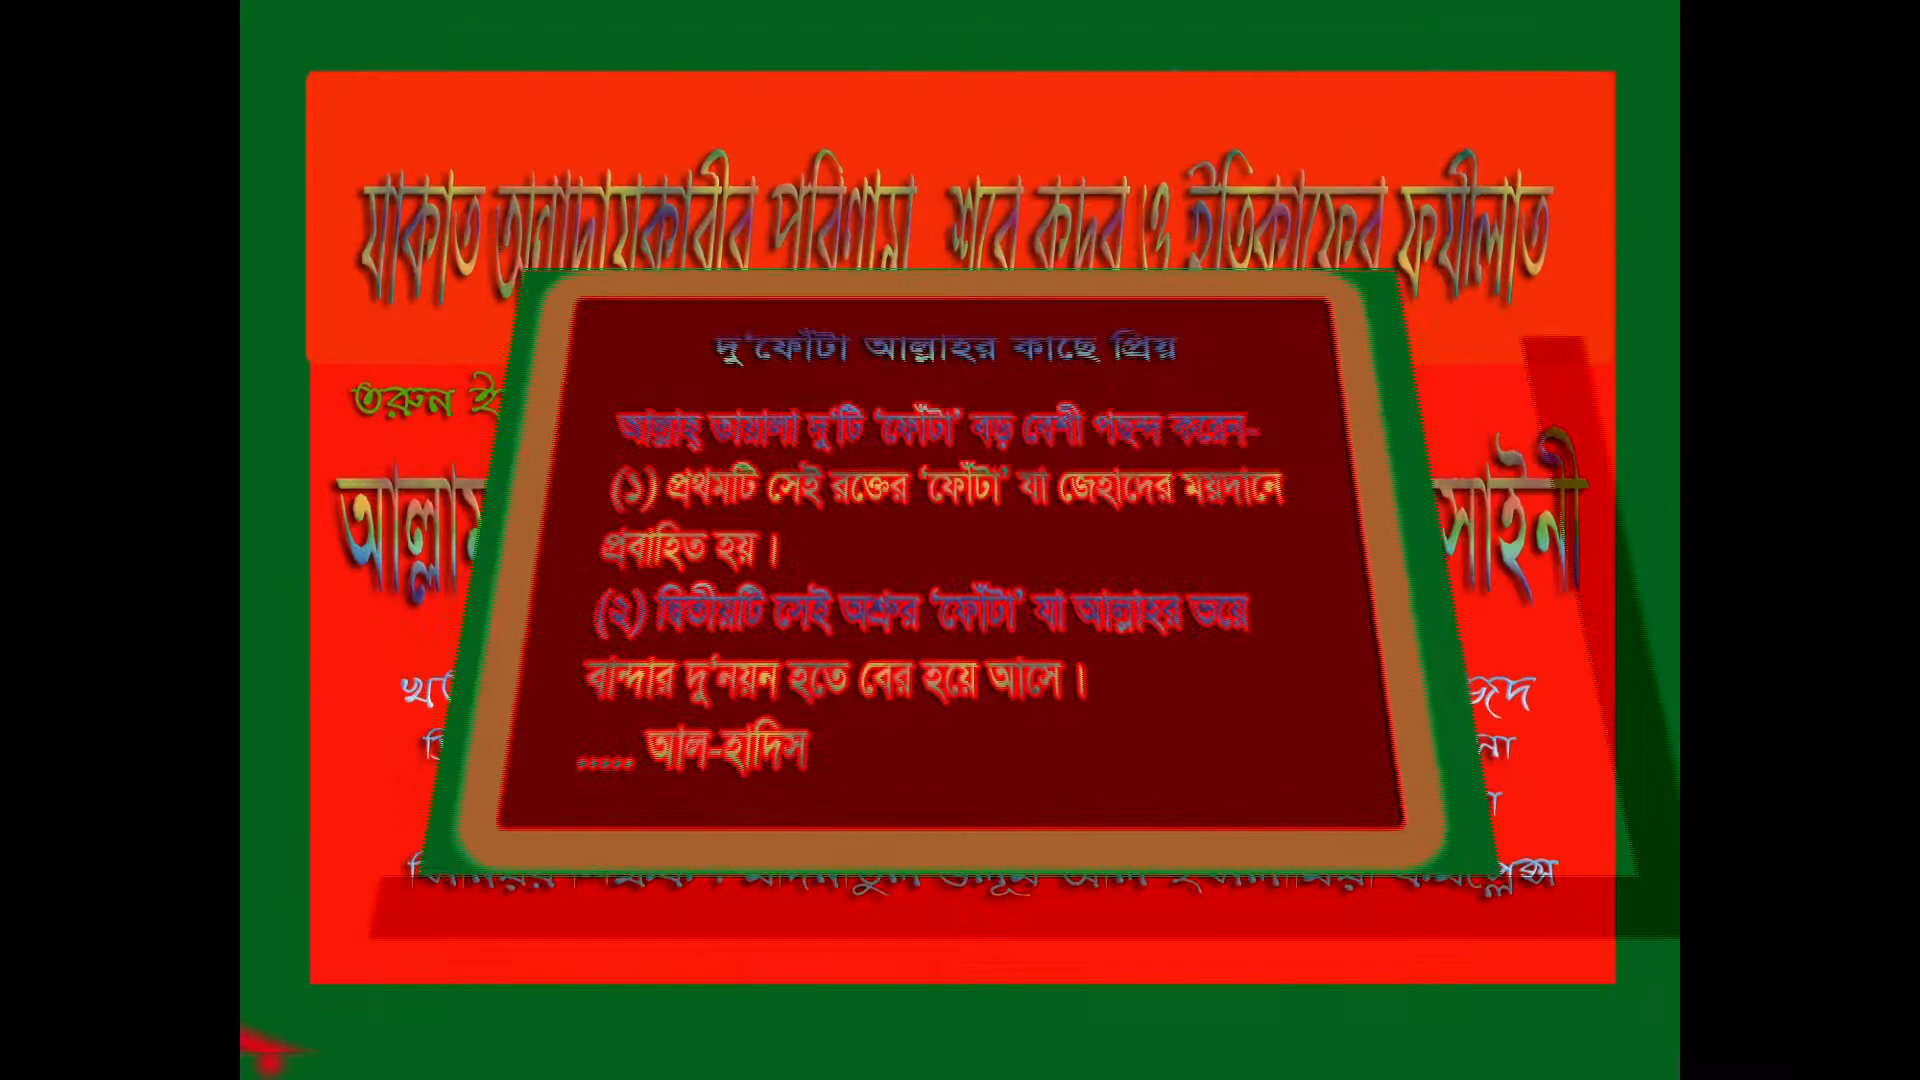 যাকাত অনাদায়কারীর পরিণাম শবে কদর ও ইতিকাফের ফযীলাত
তরুন
দু'ফোঁটা আল্লাহর কাছে প্রিয়
আল্লাহ্ তায়ালা দু'টি ‘ফোঁটা’ বড় বেশী পছন্দ করেন-
(১) প্রথমটি সেই রক্তের ‘ফোঁটা’ যা জেহাদের ময়দানে
প্রবাহিত হয়।
(২) দ্বিতীয়টি সেই অশ্রুর ‘ফোঁটা’ যা আল্লাহর ভয়ে
বান্দার দু'নয়ন হতে বের হয়ে আসে।
..... আল-হাদিস